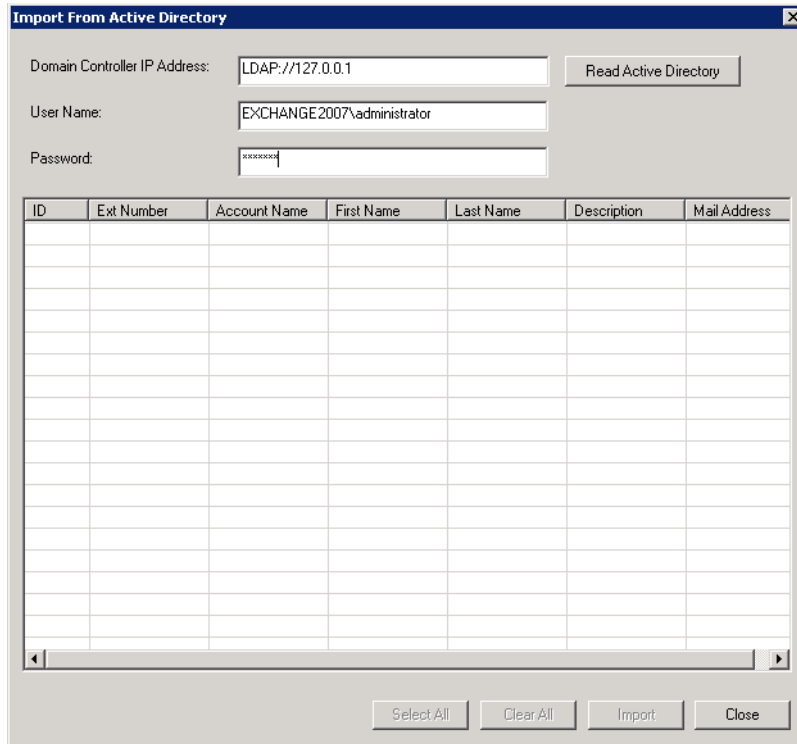 Import From Active Directory
Domain Controller IP Address: LDAP://127.0.0.1 Read Active Directory
User Name: EXCHANGE2007\administrator
Password: xxxxxxx
ID Ext Number Account Name First Name Last Name Description Mail Address
Select All Clear All Import Close